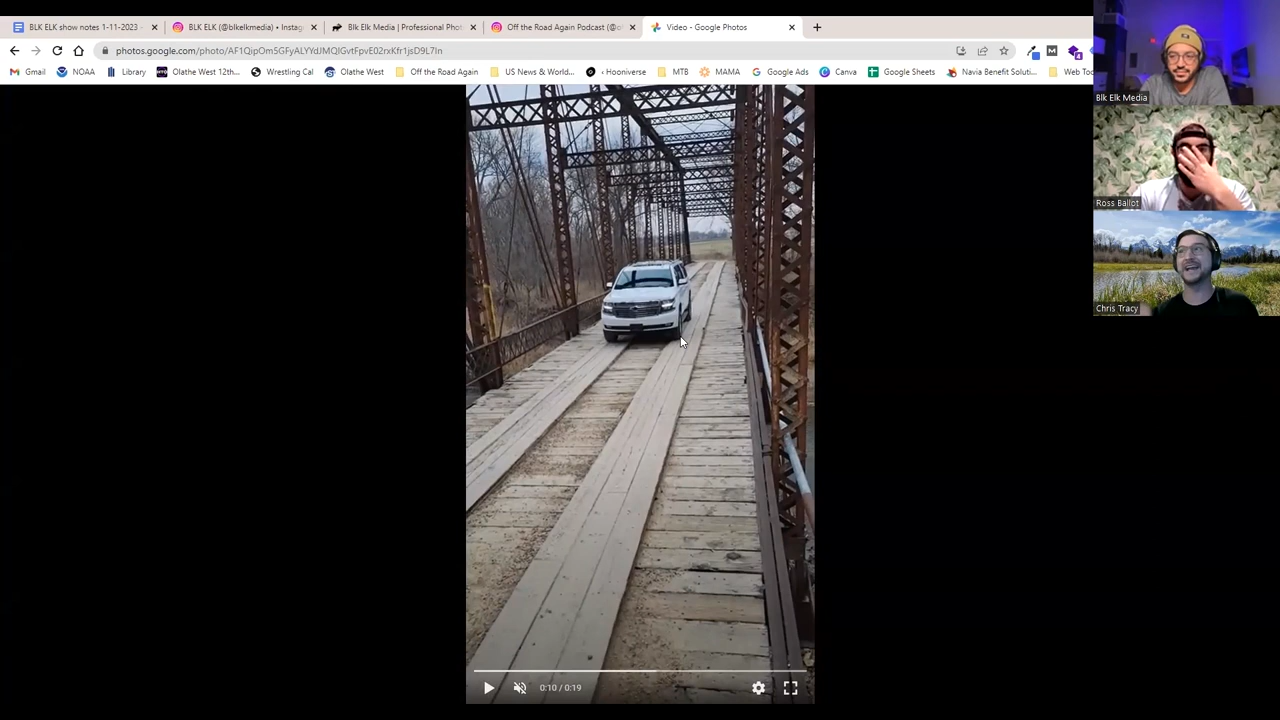 BLK ELK show notes 1-11-2023 -
BLK ELK (@blkelkmedia) • Instag
Blk Elk Media | Professional Phot
Off the Road Again Podcast (@o
Video - Google Photos
photos.google.com/photo/AF1QipOm5GFyALYYdJMQlGvtFpvE02rxKfr1jsD9L7In
Gmail
NOAA
Library
Olathe West 12th...
Wrestling Cal
Olathe West
Off the Road Again
US News & World...
Hooniverse
MTB
MAMA
Google Ads
Canva
Google Sheets
Navia Benefit Soluti...
Web Too
Blk Elk Media
Ross Ballot
Chris Tracy
0:10 / 0:19